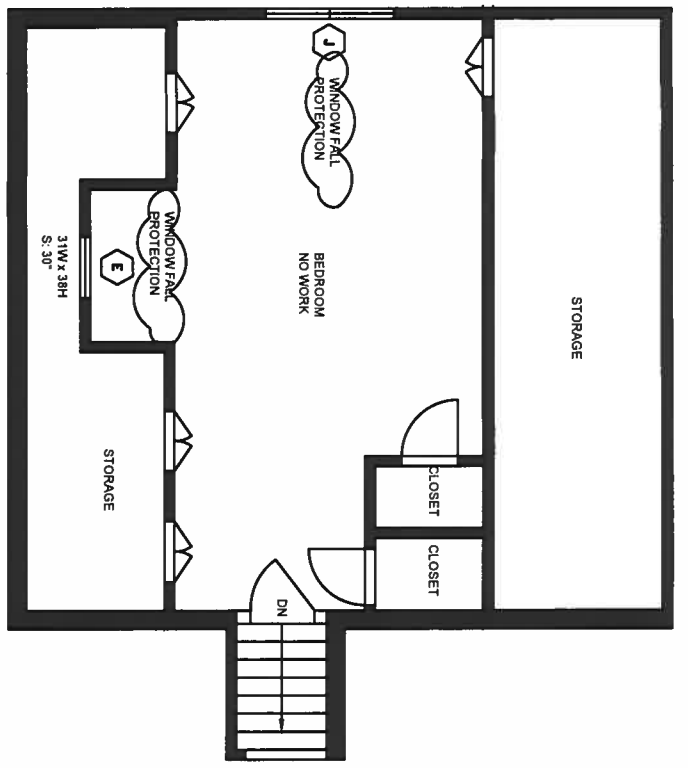 J
WINDOW FALL
PROTECTION
WINDOW FALL
PROTECTION
E
31W x 38H
S: 30"
BEDROOM
NO WORK
STORAGE
STORAGE
CLOSET
CLOSET
DN